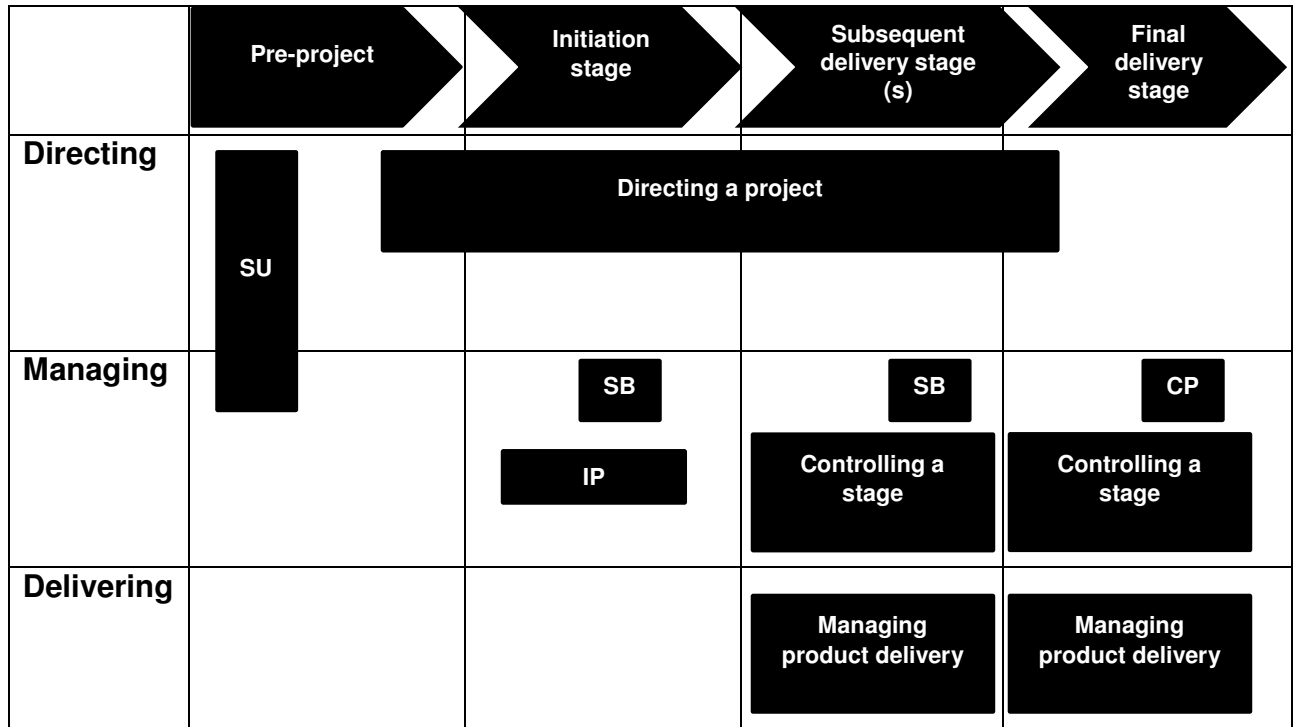 Pre-project
Initiation
stage
Subsequent
delivery stage
(s)
Final
delivery
stage
Directing
SU
Directing a project
Managing
SB
SB
CP
IP
Controlling a
stage
Controlling a
stage
Delivering
Managing
product delivery
Managing
product delivery